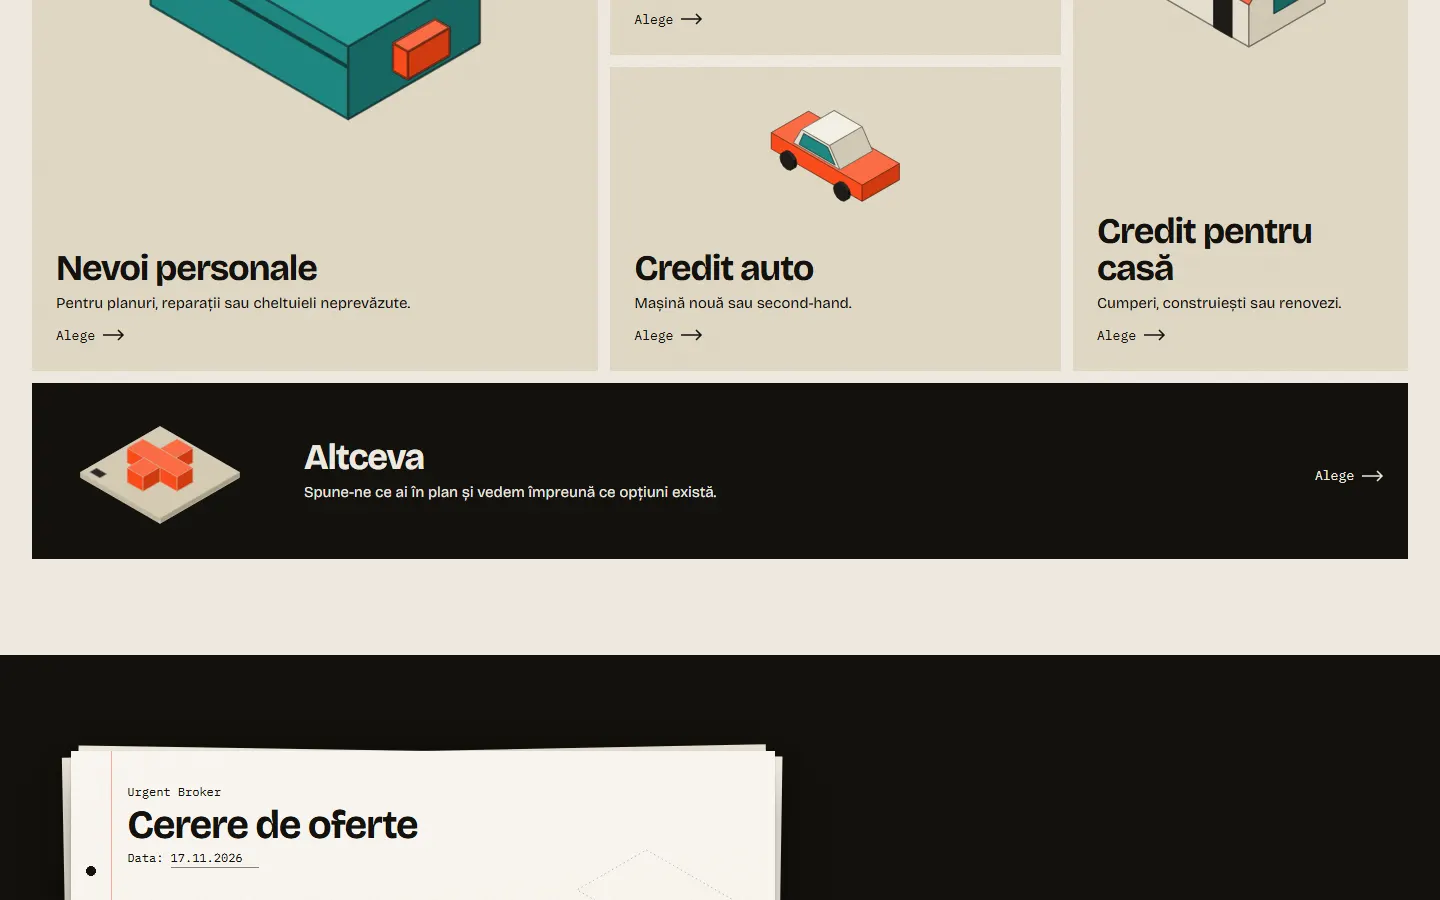 Alege
Nevoi personale
Pentru planuri, reparații sau cheltuieli neprevăzute.
Alege
Credit auto
Mașină nouă sau second-hand.
Alege
Credit pentru
casă
Cumperi, construiești sau renovezi.
Alege
Altceva
Spune-ne ce ai în plan și vedem împreună ce opțiuni există.
Alege
Urgent Broker
Cerere de oferte
Data: 17.11.2026